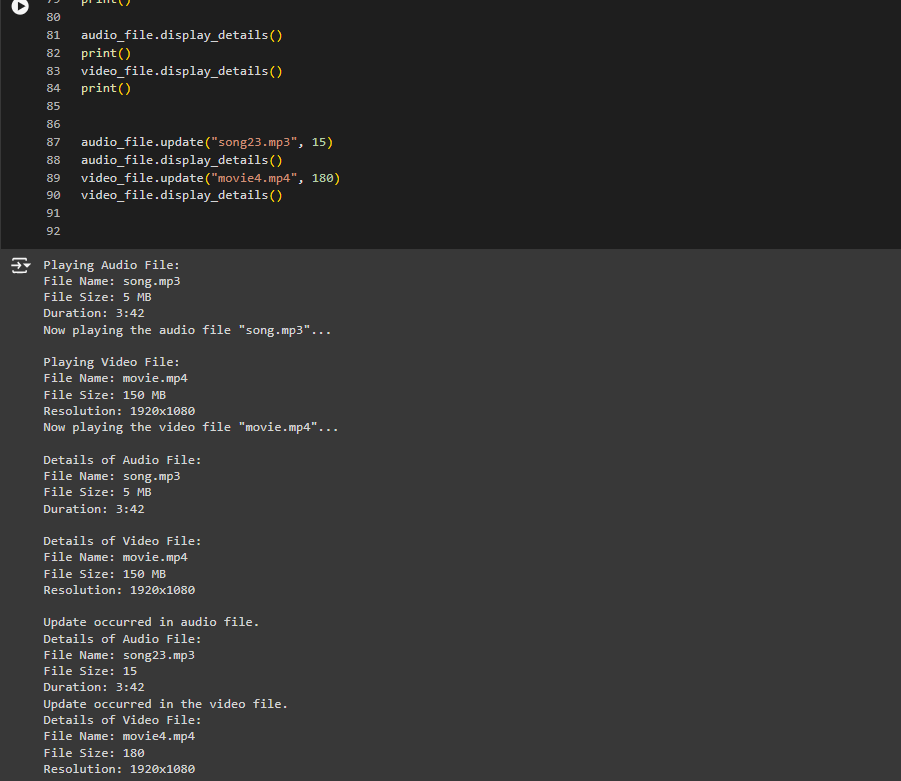 79 print()
80
81 audio_file.display_details()
82 print()
83 video_file.display_details()
84 print()
85
86
87 audio_file.update("song23.mp3", 15)
88 audio_file.display_details()
89 video_file.update("movie4.mp4", 180)
90 video_file.display_details()
91
92
Playing Audio File:
File Name: song.mp3
File Size: 5 MB
Duration: 3:42
Now playing the audio file "song.mp3"...

Playing Video File:
File Name: movie.mp4
File Size: 150 MB
Resolution: 1920x1080
Now playing the video file "movie.mp4"...

Details of Audio File:
File Name: song.mp3
File Size: 5 MB
Duration: 3:42

Details of Video File:
File Name: movie.mp4
File Size: 150 MB
Resolution: 1920x1080

Update occurred in audio file.
Details of Audio File:
File Name: song23.mp3
File Size: 15
Duration: 3:42
Update occurred in the video file.
Details of Video File:
File Name: movie4.mp4
File Size: 180
Resolution: 1920x1080